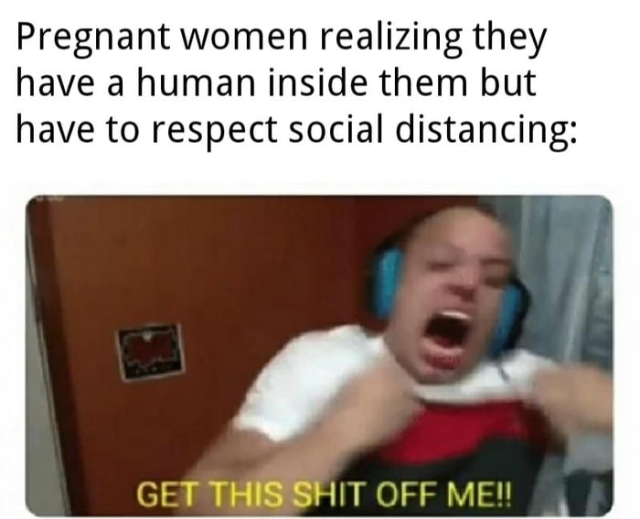 Pregnant women realizing they
have a human inside them but
have to respect social distancing:
GET THIS SHIT OFF ME!!